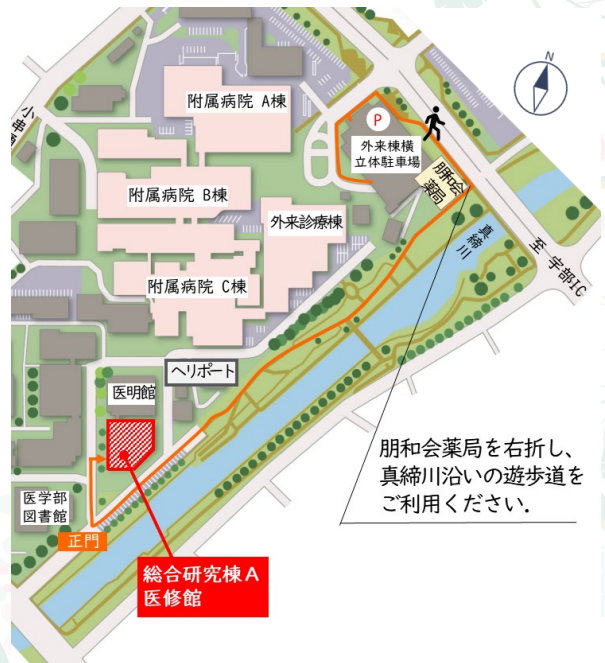 N
附属病院 A棟
P
外来棟横
立体駐車場
小串通
朋和会
薬局
附属病院 B棟
外来診療棟
真締川
至 宇部IC
附属病院 C棟
ヘリポート
医明館
朋和会薬局を右折し、
真締川沿いの遊歩道を
ご利用ください.
医学部
図書館
正門
総合研究棟A
医修館